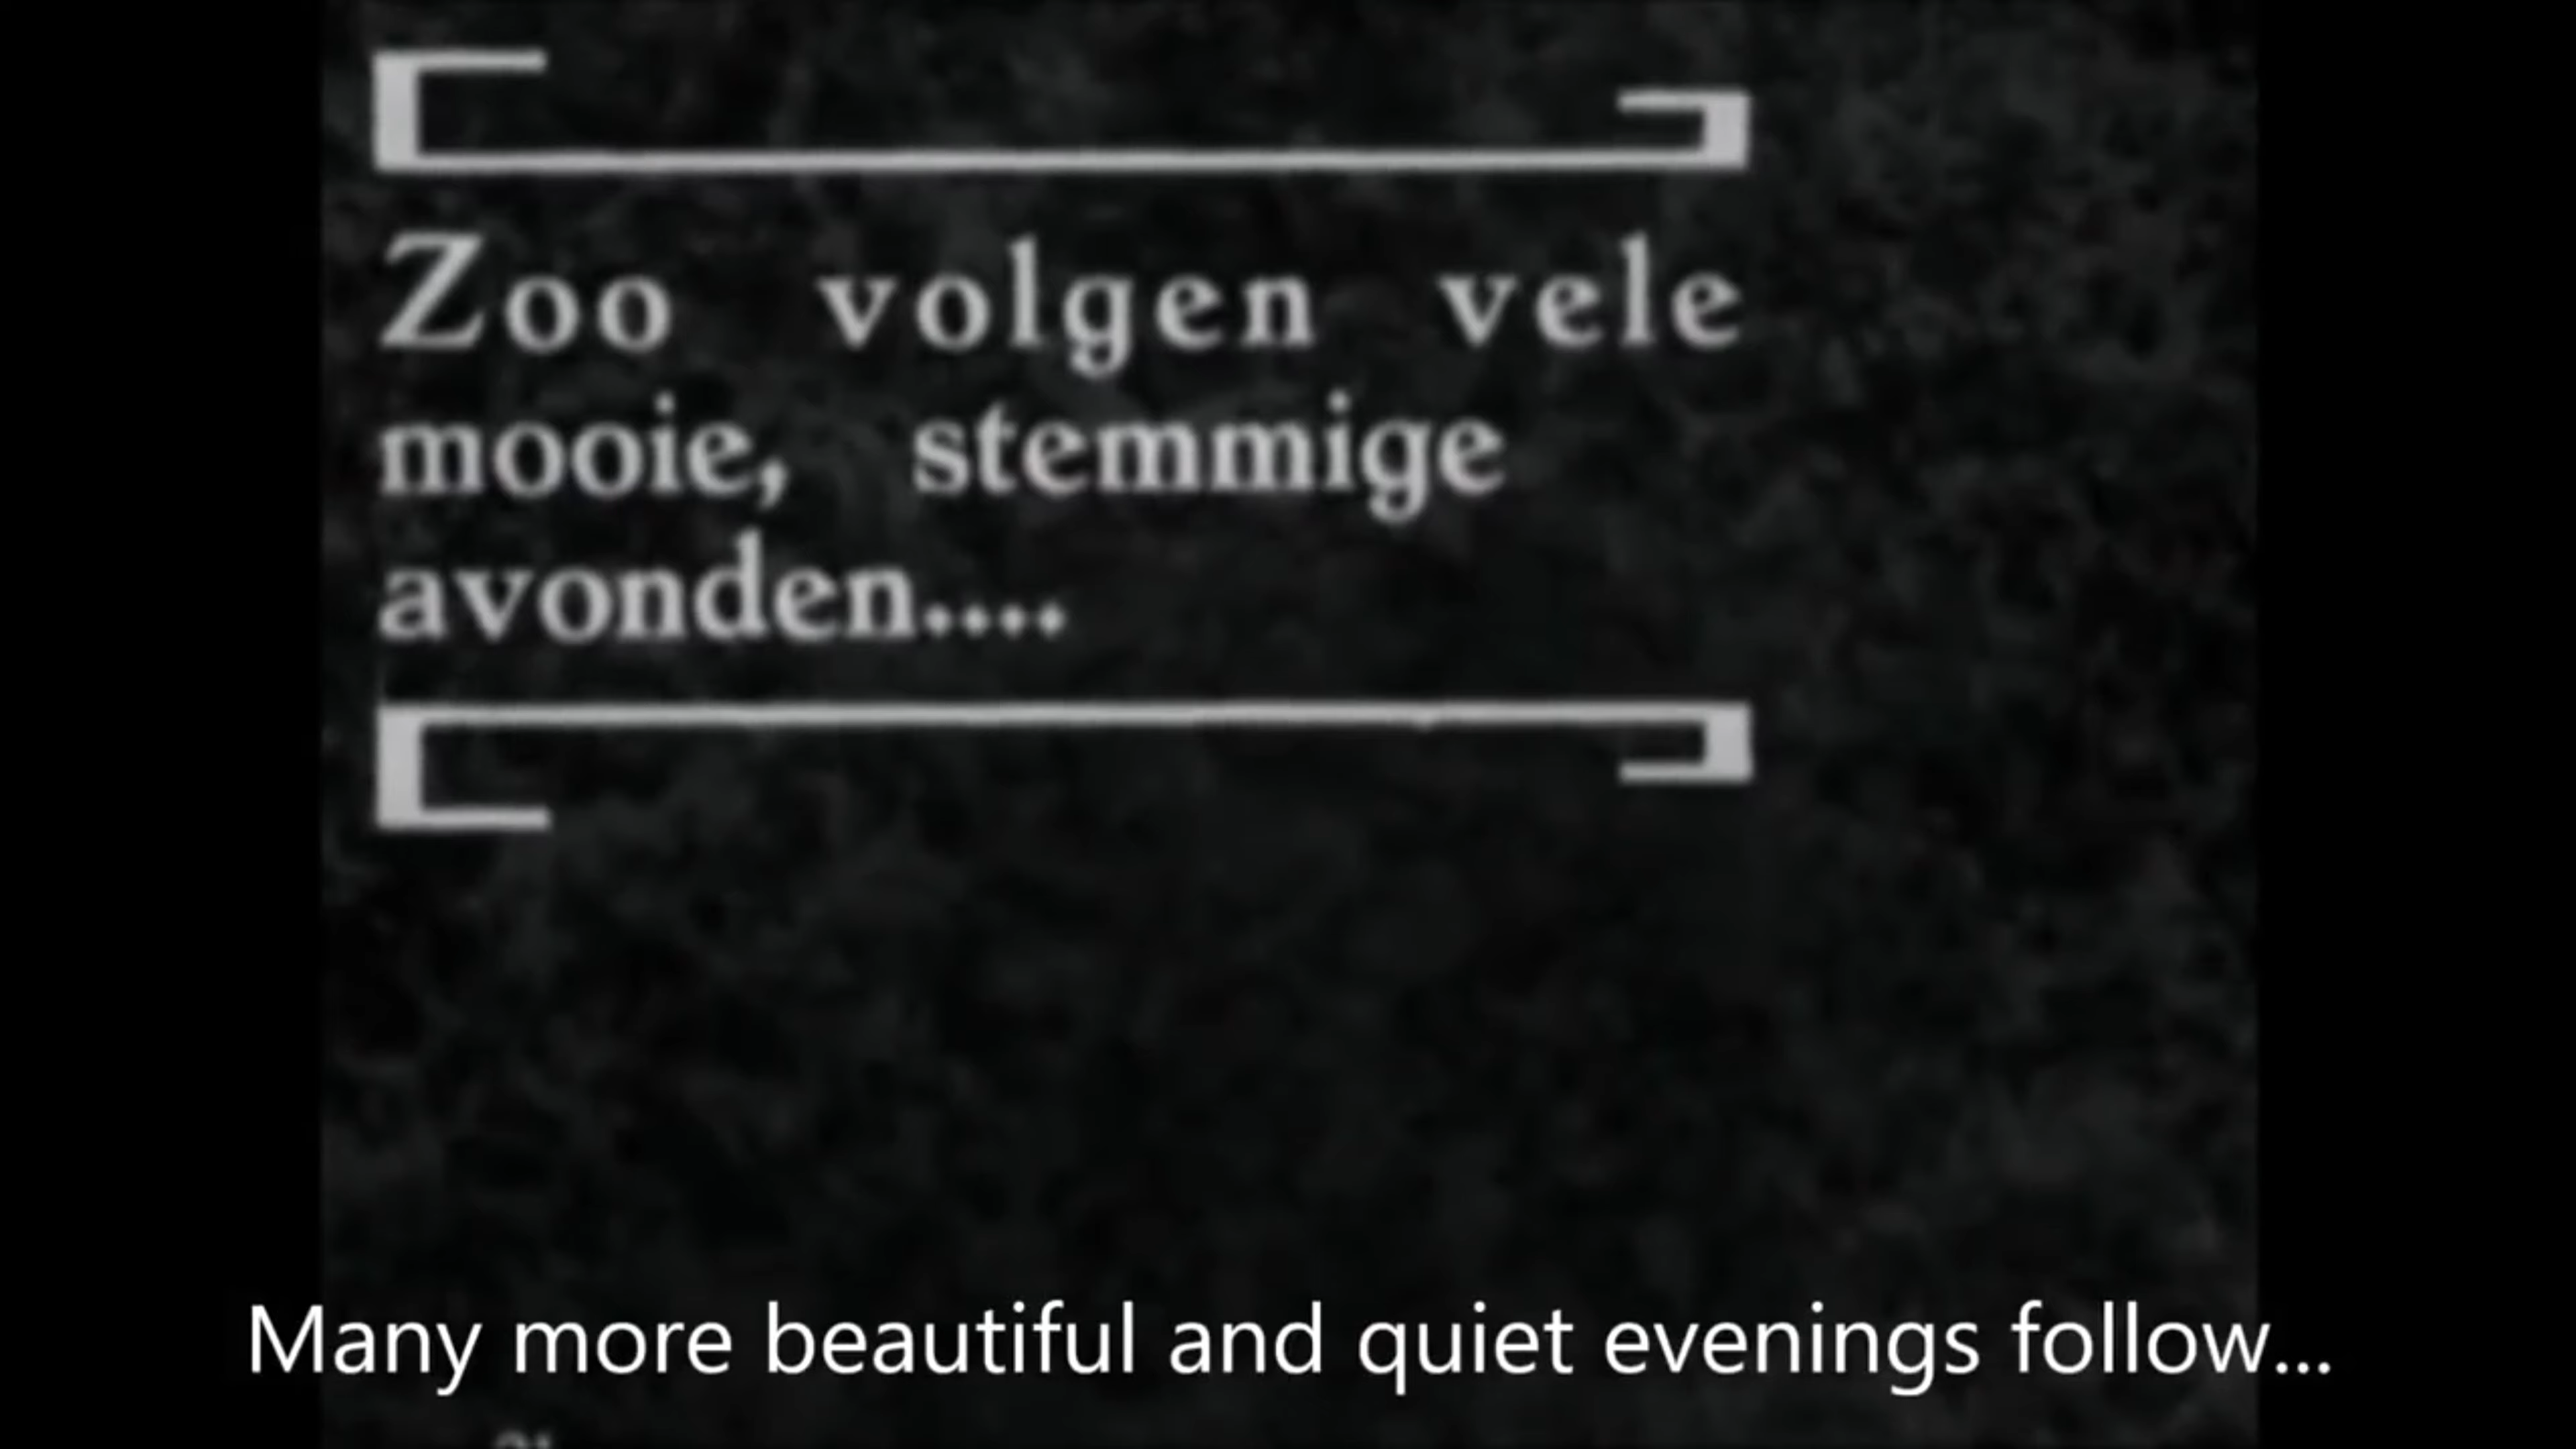 Zoo volgen vele
mooie, stemmige
avonden....
Many more beautiful and quiet evenings follow...